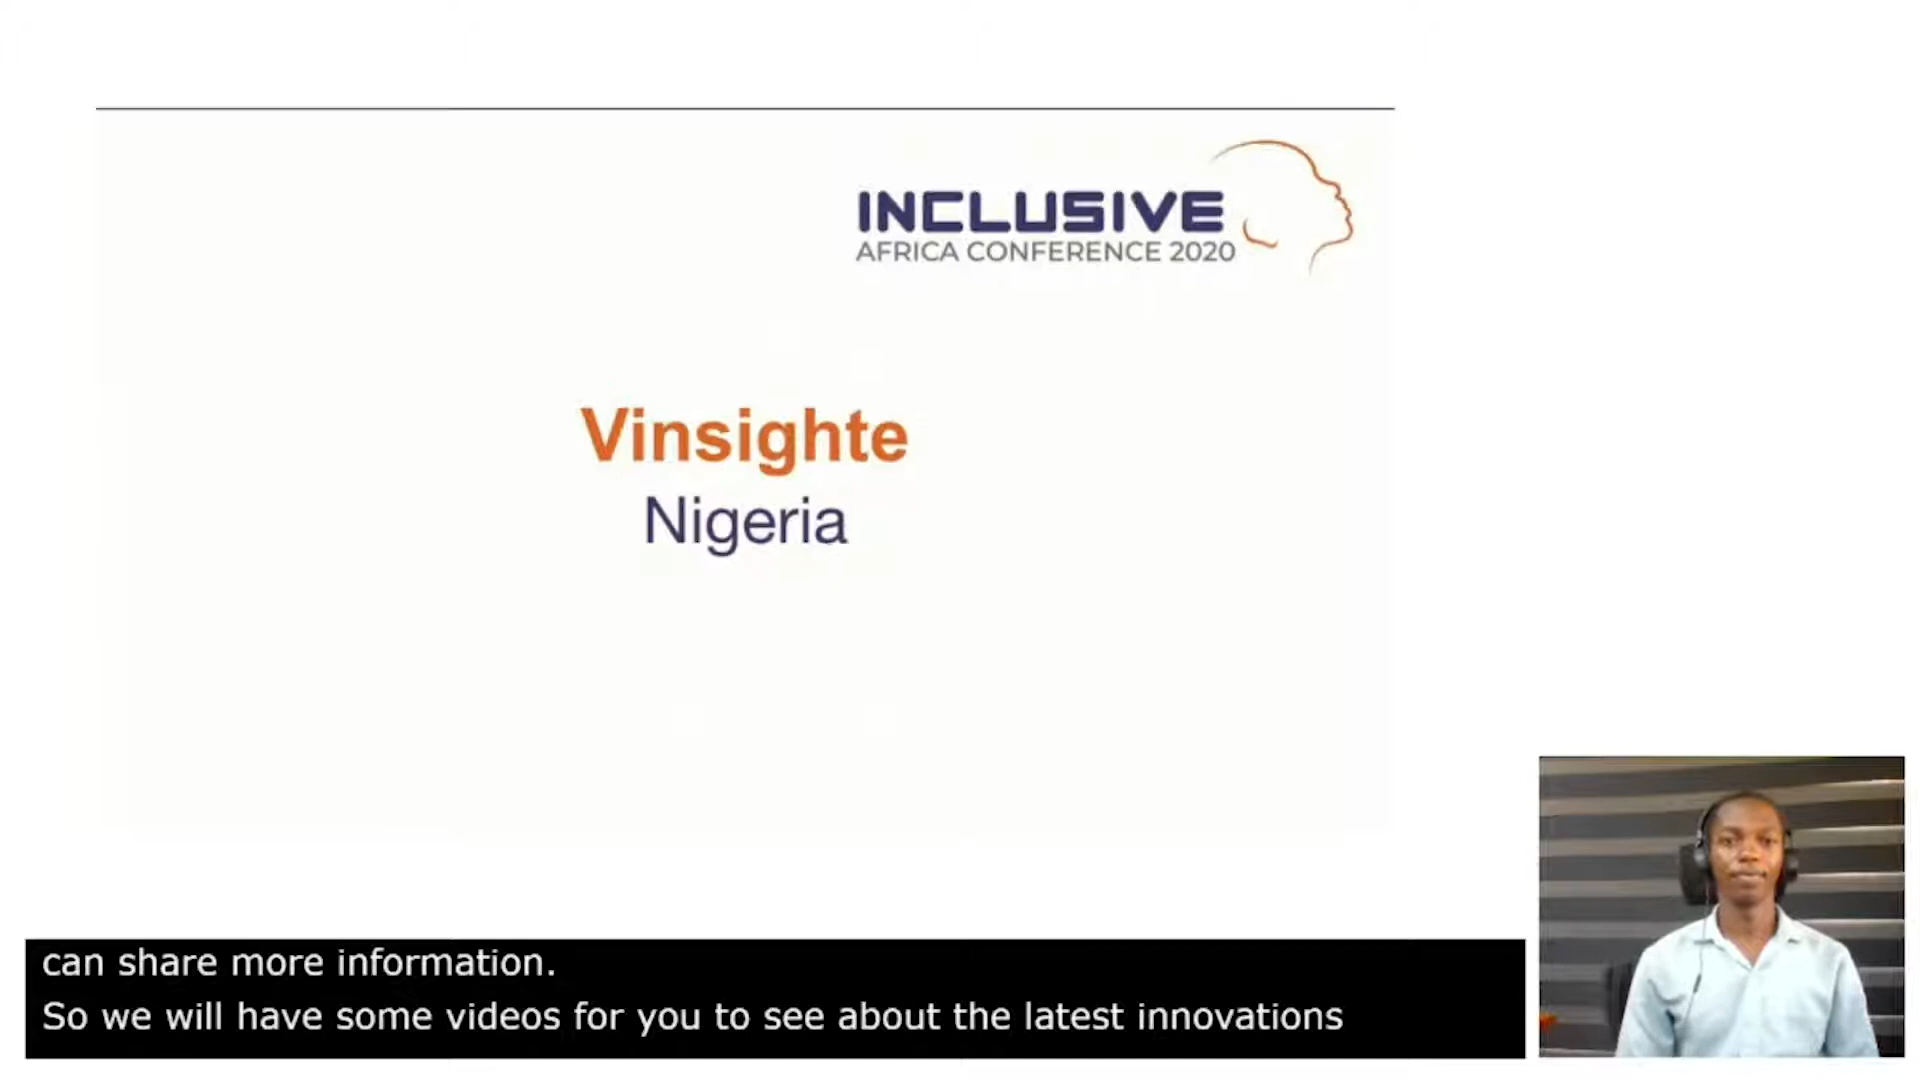 INCLUSIVE
AFRICA CONFERENCE 2020
Vinsighte
Nigeria
can share more information.
So we will have some videos for you to see about the latest innovations